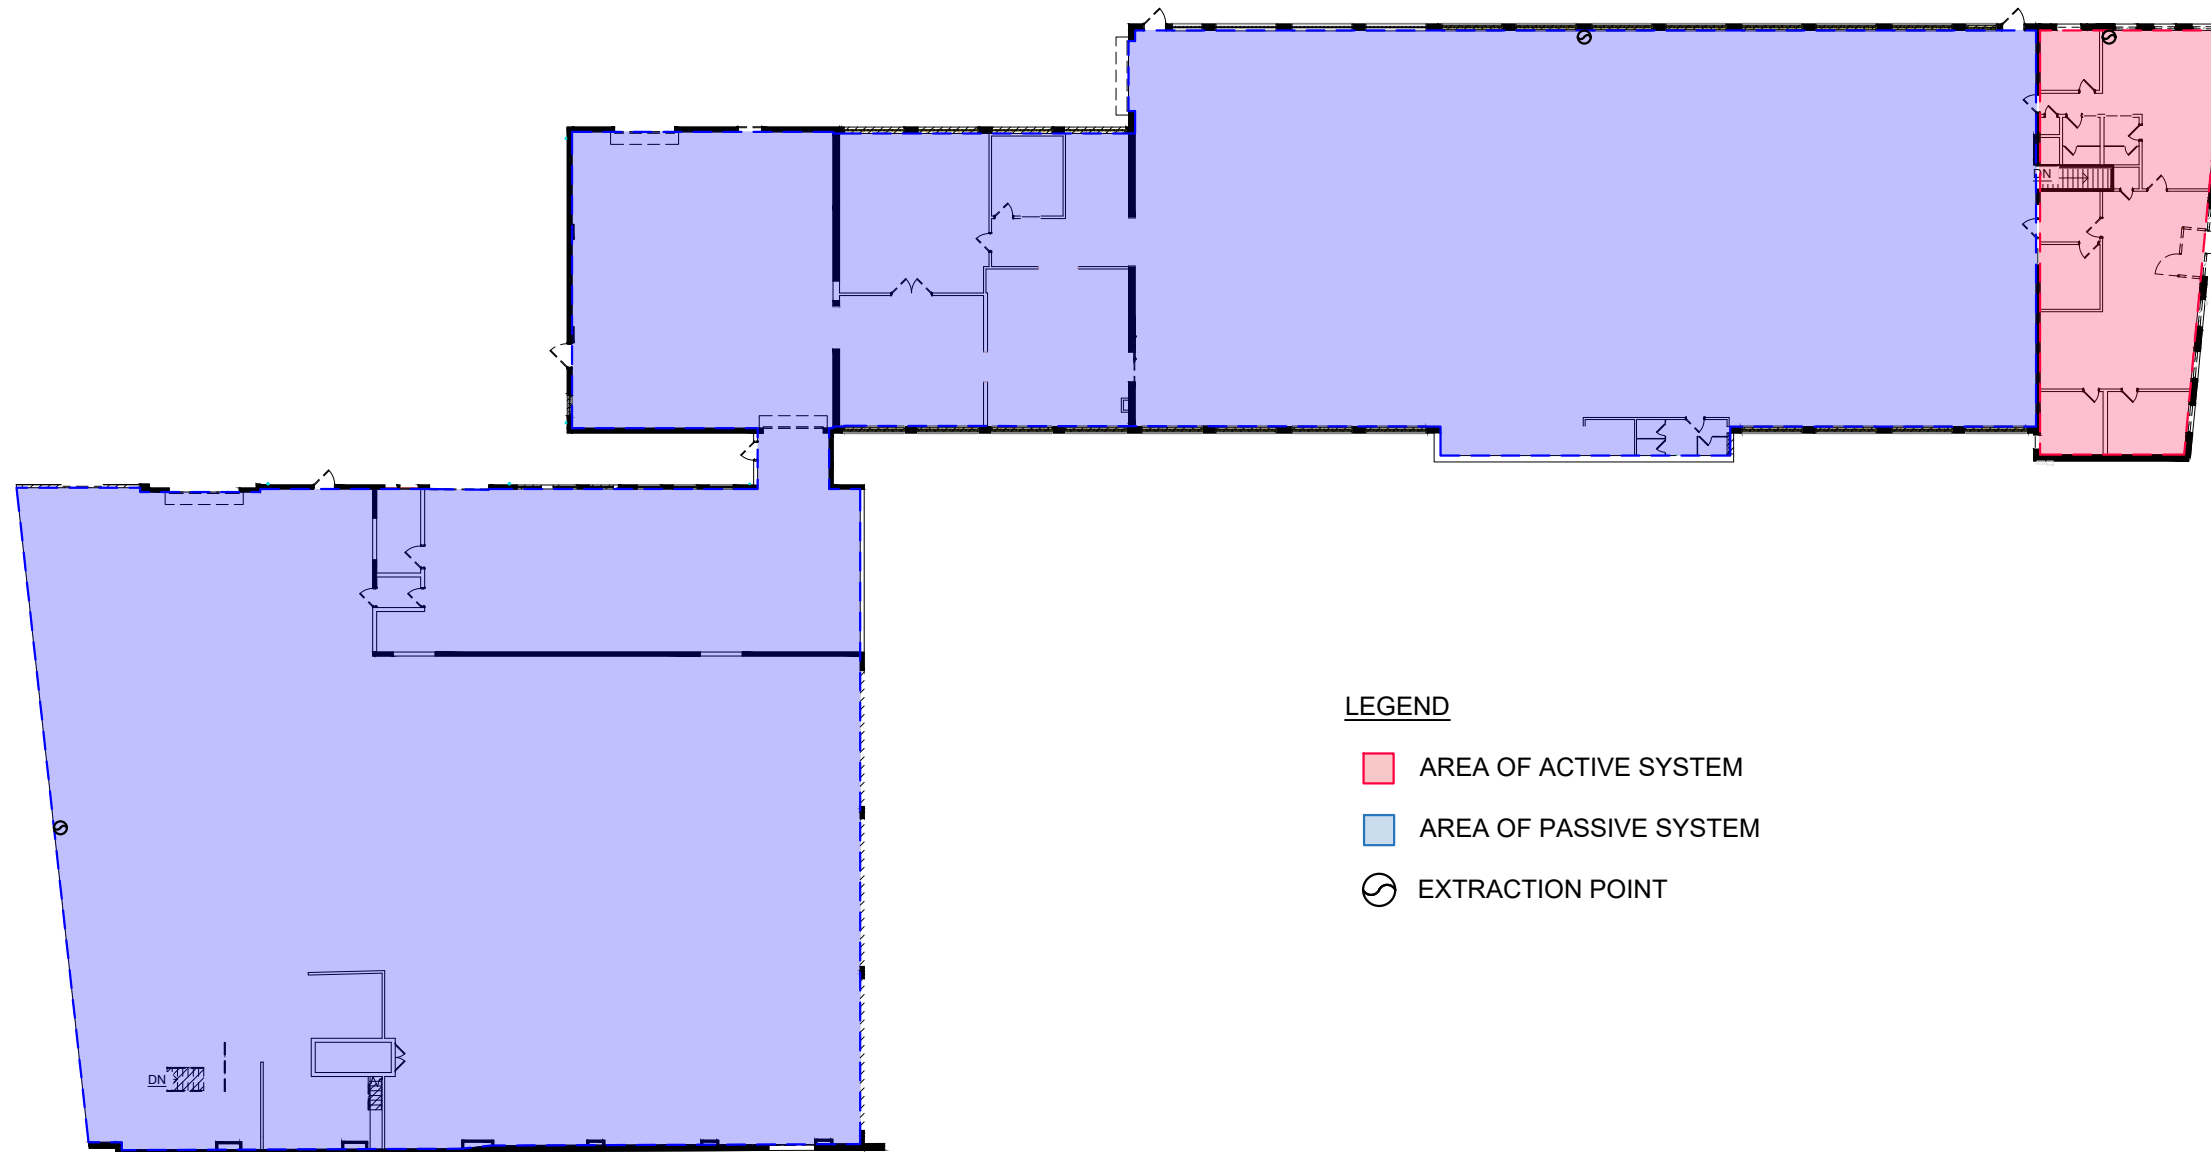 DN
LEGEND
AREA OF ACTIVE SYSTEM
AREA OF PASSIVE SYSTEM
EXTRACTION POINT
DN